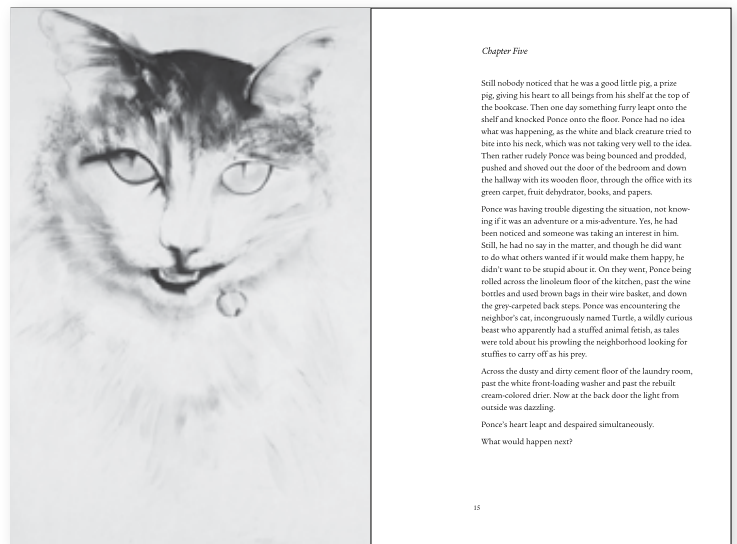 Chapter Five
Still nobody noticed that he was a good little pig, a prize
pig, giving his heart to all beings from his shelf at the top of
the bookcase. Then one day something furry leapt onto the
shelf and knocked Ponce onto the floor. Ponce had no idea
what was happening, as the white and black creature tried to
bite into his neck, which was not taking very well to the idea.
Then rather rudely Ponce was being bounced and prodded,
pushed and shoved out the door of the bedroom and down
the hallway with its wooden floor, through the office with its
green carpet, fruit dehydrator, books, and papers.
Ponce was having trouble digesting the situation, not know-
ing if it was an adventure or a mis-adventure. Yes, he had
been noticed and someone was taking an interest in him.
Still, he had no say in the matter, and though he did want
to do what others wanted if it would make them happy, he
didn't want to be stupid about it. On they went, Ponce being
rolled across the linoleum floor of the kitchen, past the wine
bottles and used brown bags in their wire basket, and down
the grey-carpeted back steps. Ponce was encountering the
neighbor's cat, incongruously named Turtle, a wildly curious
beast who apparently had a stuffed animal fetish, as tales
were told about his prowling the neighborhood looking for
stuffies to carry off as his prey.
Across the dusty and dirty cement floor of the laundry room,
past the white front-loading washer and past the rebuilt
cream-colored drier. Now at the back door the light from
outside was dazzling.
Ponce's heart leapt and despaired simultaneously.
What would happen next?
15